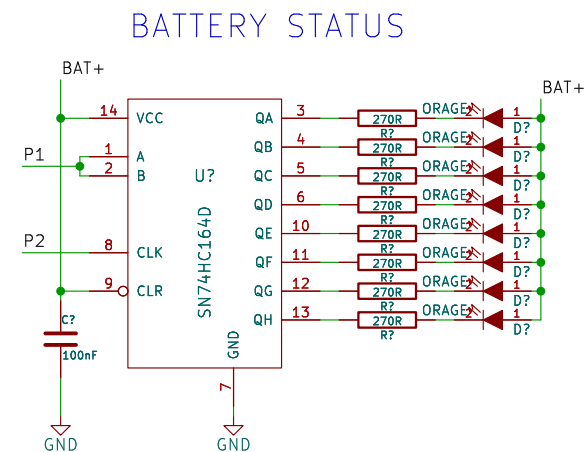 BATTERY STATUS
BAT+
BAT+
14 VCC QA 3 270R R? ORAGE 2 1 D?
P1 1 A QB 4 270R R? ORAGE 2 1 D?
2 B U? QC 5 270R R? ORAGE 2 1 D?
SN74HC164D QD 6 270R R? ORAGE 2 1 D?
P2 8 CLK QE 10 270R R? ORAGE 2 1 D?
QF 11 270R R? ORAGE 2 1 D?
9 CLR QG 12 270R R? ORAGE 2 1 D?
QH 13 270R R? ORAGE 2 1 D?
C?
100nF
GND
7
GND
GND